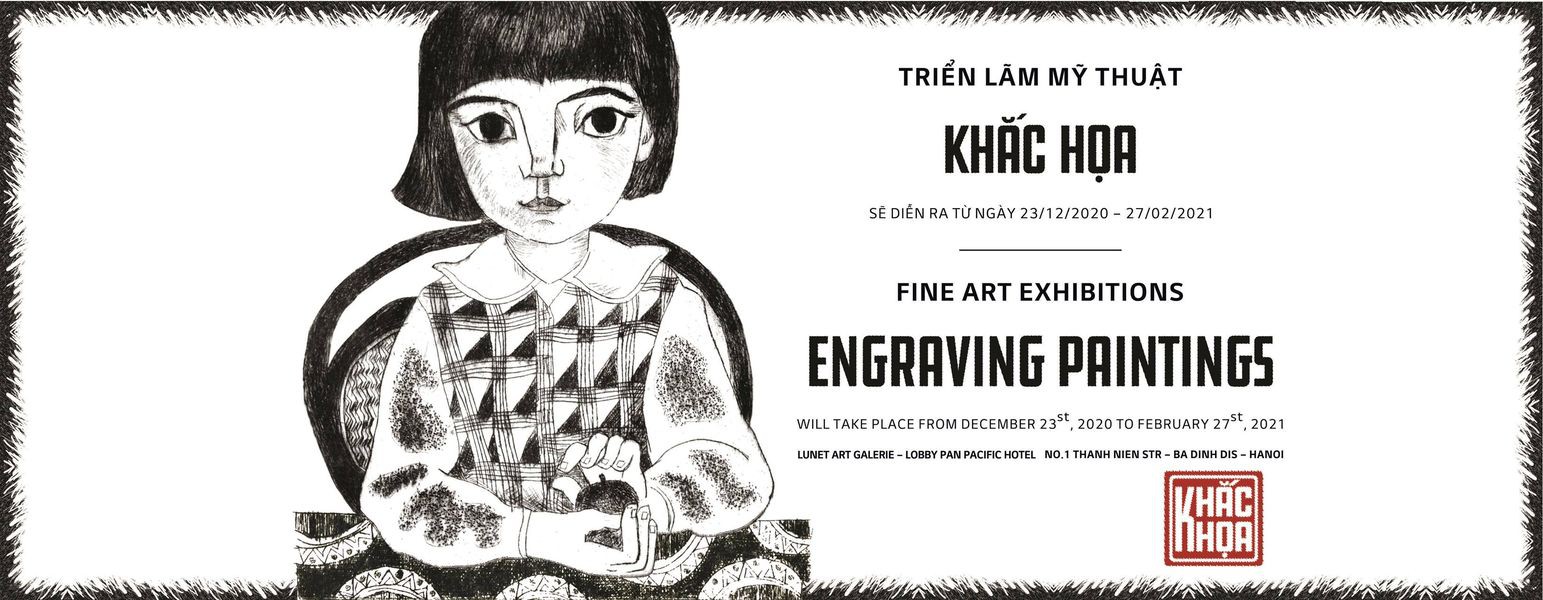 TRIỂN LÃM MỸ THUẬT
KHẮC HỌA
SẼ DIỄN RA TỪ NGÀY 23/12/2020 – 27/02/2021
FINE ART EXHIBITIONS
ENGRAVING PAINTINGS
WILL TAKE PLACE FROM DECEMBER 23st, 2020 TO FEBRUARY 27st, 2021
LUNET ART GALERIE – LOBBY PAN PACIFIC HOTEL NO.1 THANH NIEN STR – BA DINH DIS – HANOI
KHẮC
HỌA